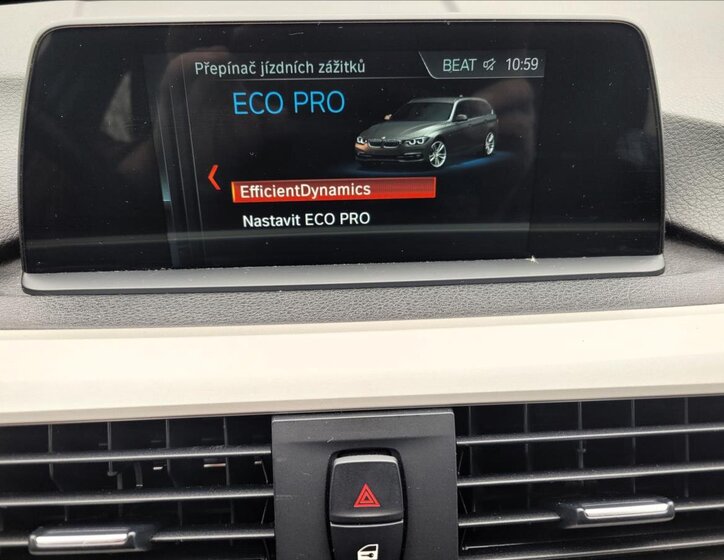 Přepínač jízdních zážitků
BEAT 10:59
ECO PRO
EfficientDynamics
Nastavit ECO PRO